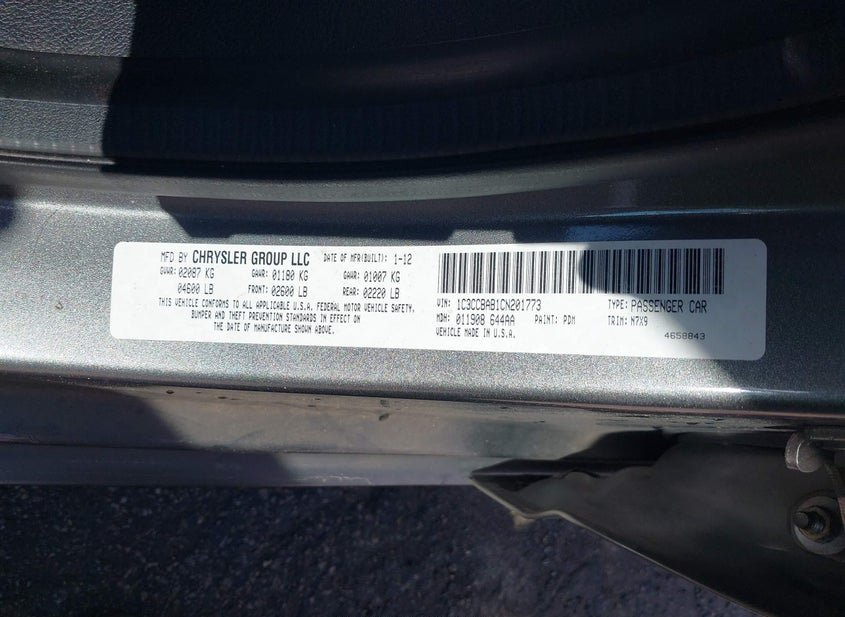 MFD BY CHRYSLER GROUP LLC DATE OF MFR(BUILT): 1-12
GVWR: 02087 KG GAWR: 01180 KG GAWR: 01007 KG
04600 LB FRONT: 02600 LB REAR: 02220 LB
THIS VEHICLE CONFORMS TO ALL APPLICABLE U.S.A. FEDERAL MOTOR VEHICLE SAFETY,
BUMPER AND THEFT PREVENTION STANDARDS IN EFFECT ON
THE DATE OF MANUFACTURE SHOWN ABOVE.
VIN: 1C3CCBAB1CN201773 TYPE: PASSENGER CAR
MDH: 011908 644AA PAINT: PDM TRIM: N7X9
VEHICLE MADE IN U.S.A. 4658843